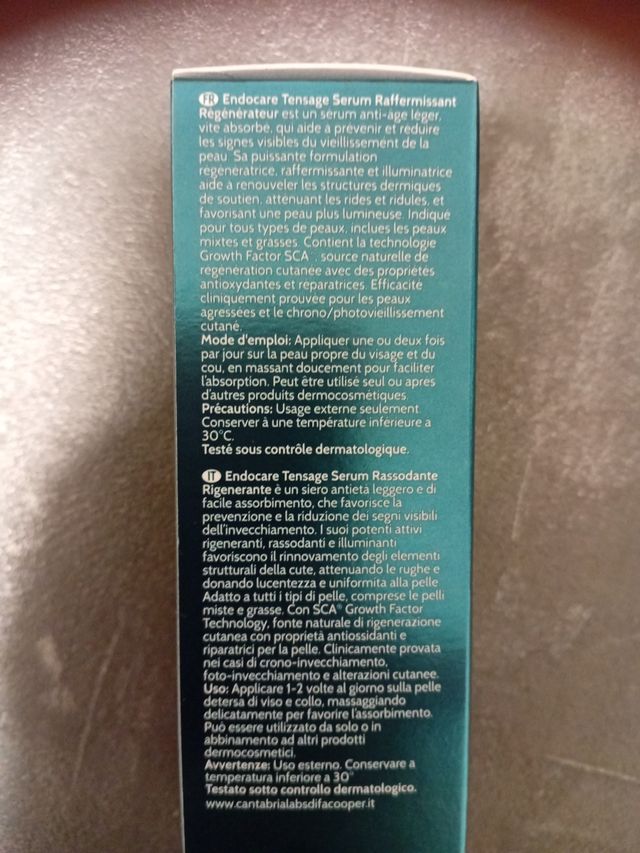 FR Endocare Tensage Serum Raffermissant
Régénérateur est un sérum anti-âge léger,
vite absorbé, qui aide à prévenir et réduire
les signes visibles du vieillissement de la
peau. Sa puissante formulation
régénératrice, raffermissante et illuminatrice
aide à renouveler les structures dermiques
de soutien, atténuant les rides et ridules, et
favorisant une peau plus lumineuse. Indiqué
pour tous types de peaux, inclues les peaux
mixtes et grasses. Contient la technologie
Growth Factor SCA™, source naturelle de
régénération cutanée avec des propriétés
antioxydantes et réparatrices. Efficacité
cliniquement prouvée pour les peaux
agressées et le chrono/photovieillissement
cutané.
Mode d'emploi: Appliquer une ou deux fois
par jour sur la peau propre du visage et du
cou, en massant doucement pour faciliter
l'absorption. Peut être utilisé seul ou après
d'autres produits dermocosmétiques.
Précautions: Usage externe seulement
Conserver à une température inférieure à
30°C.
Testé sous contrôle dermatologique.
IT Endocare Tensage Serum Rassodante
Rigenerante è un siero antietà leggero e di
facile assorbimento, che favorisce la
prevenzione e la riduzione dei segni visibili
dell'invecchiamento. I suoi potenti attivi
rigeneranti, rassodanti e illuminanti
favoriscono il rinnovamento degli elementi
strutturali della cute, attenuando le rughe e
donando lucentezza e uniformità alla pelle
Adatto a tutti i tipi di pelle, comprese le pelli
miste e grasse. Con SCA® Growth Factor
Technology, fonte naturale di rigenerazione
cutanea con proprietà antiossidanti e
riparatrici per la pelle. Clinicamente provata
nei casi di crono-invecchiamento,
foto-invecchiamento e alterazioni cutanee.
Uso: Applicare 1-2 volte al giorno sulla pelle
detersa di viso e collo, massaggiando
delicatamente per favorire l'assorbimento.
Può essere utilizzato da solo o in
abbinamento ad altri prodotti
dermocosmetici.
Avvertenze: Uso esterno. Conservare a
temperatura inferiore a 30°
Testato sotto controllo dermatologico.
www.cantabrialabsdifacooper.it